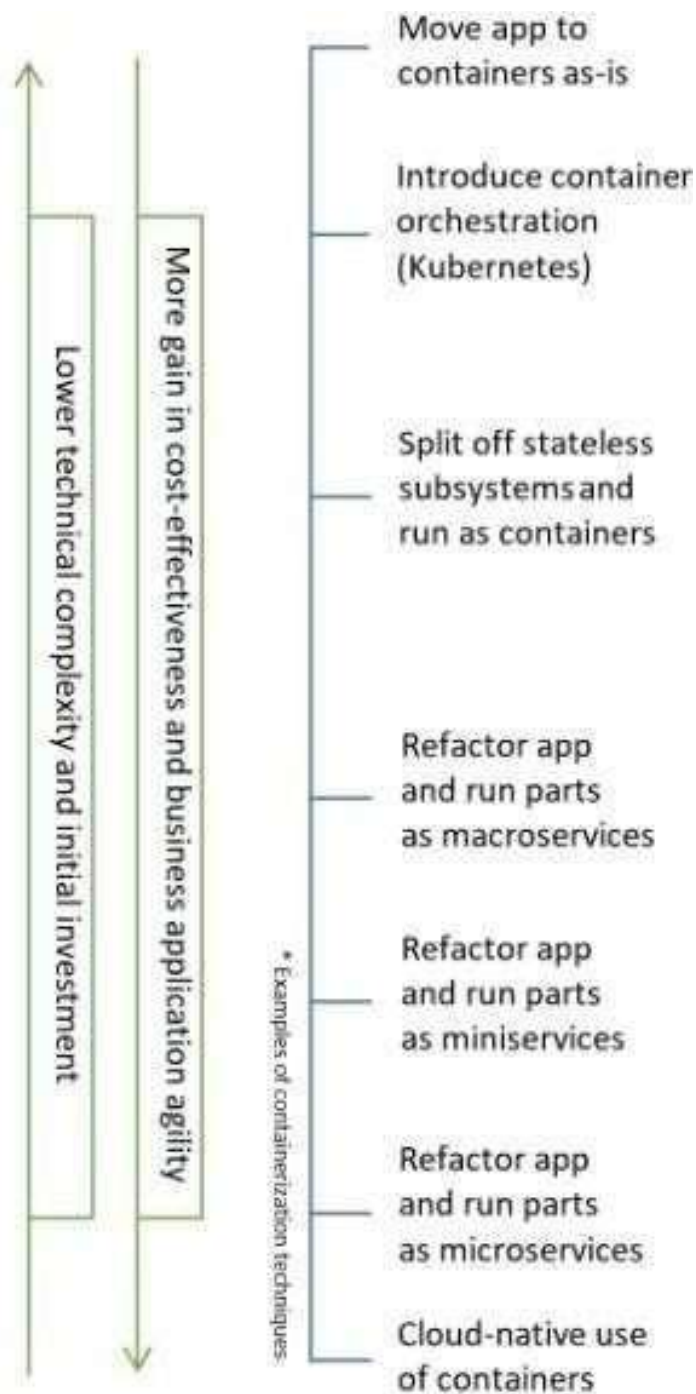 Move app to
containers as-is
Introduce container
orchestration
(Kubernetes)
Split off stateless
subsystems and
run as containers
Refactor app
and run parts
as macroservices
Refactor app
and run parts
as miniservices
Refactor app
and run parts
as microservices
Cloud-native use
of containers
Lower technical complexity and initial investment
More gain in cost-effectiveness and business application agility
* Examples of containerization techniques.